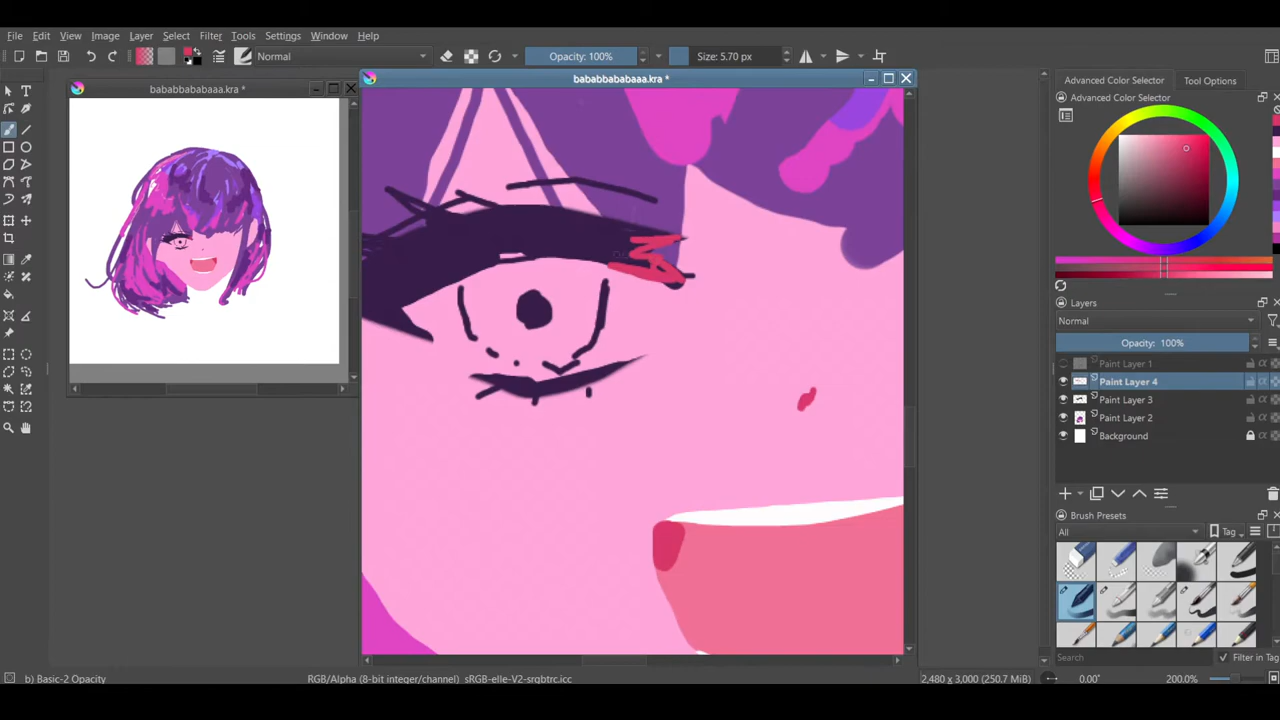 File Edit View Image Layer Select Filter Tools Settings Window Help
Normal
Opacity: 100%
Size: 5.70 px
bababbababaaa.kra *
bababbababaaa.kra *
Advanced Color Selector
Tool Options
Advanced Color Selector
Layers
Normal
Opacity: 100%
Paint Layer 1
Paint Layer 4
Paint Layer 3
Paint Layer 2
Background
Brush Presets
All
Tag
Search
Filter in Tag
b) Basic-2 Opacity
RGB/Alpha (8-bit integer/channel) sRGB-elle-V2-srgbtrc.icc
2,480 x 3,000 (250.7 MiB)
0.00°
200.0%